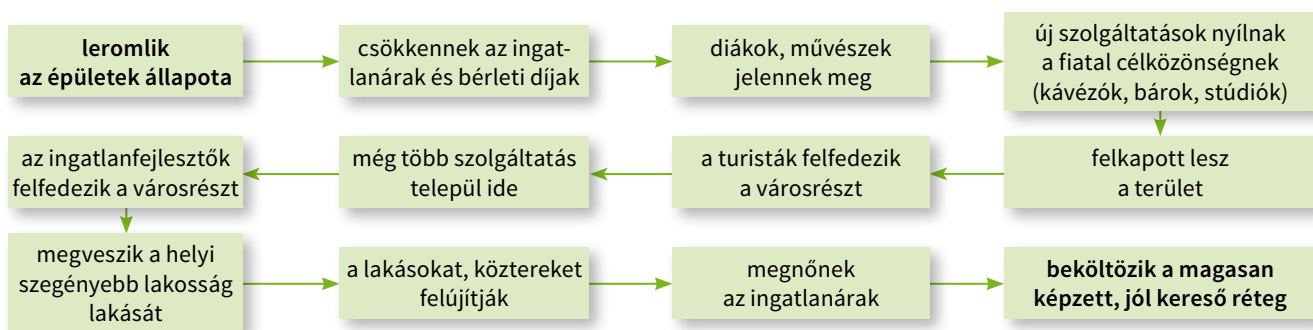 leromlik
az épületek állapota
csökkennek az ingat-
lanárak és bérleti díjak
diákok, művészek
jelennek meg
új szolgáltatások nyílnak
a fiatal célközönségnek
(kávézók, bárok, stúdiók)
felkapott lesz
a terület
a turisták felfedezik
a városrészt
még több szolgáltatás
települ ide
az ingatlanfejlesztők
felfedezik a városrészt
megveszik a helyi
szegényebb lakosság
lakását
a lakásokat, köztereket
felújítják
megnőnek
az ingatlanárak
beköltözik a magasan
képzett, jól kereső réteg